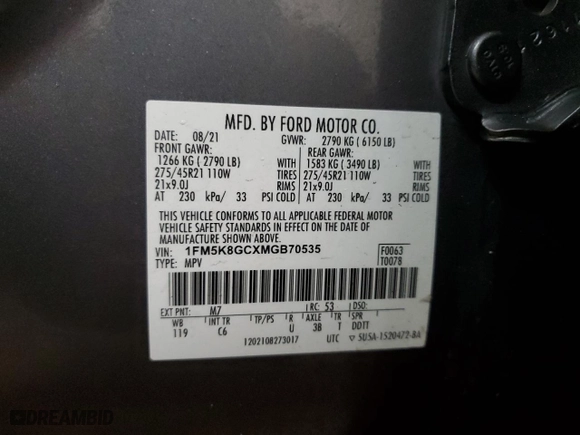 MFD. BY FORD MOTOR CO.
DATE: 08/21 GVWR: 2790 KG ( 6150 LB)
FRONT GAWR: REAR GAWR:
1266 KG ( 2790 LB) WITH 1583 KG ( 3490 LB) WITH
275/45R21 110W TIRES 275/45R21 110W TIRES
21x9.0J RIMS 21x9.0J RIMS
AT 230 kPa/ 33 PSI COLD AT 230 kPa/ 33 PSI COLD
THIS VEHICLE CONFORMS TO ALL APPLICABLE FEDERAL MOTOR
VEHICLE SAFETY STANDARDS IN EFFECT ON THE DATE OF
MANUFACTURE SHOWN ABOVE.
VIN: 1FM5K8GCXMGB70535 F0063
TYPE: MPV T0078
EXT PNT: M7 RC: 53 DSO:
WB INT TR TP/PS R AXLE TR SPR
119 C6 U 3B T DDTT
1202108273017 UTC ▽ 5U5A-1520472-BA
DREAMBID